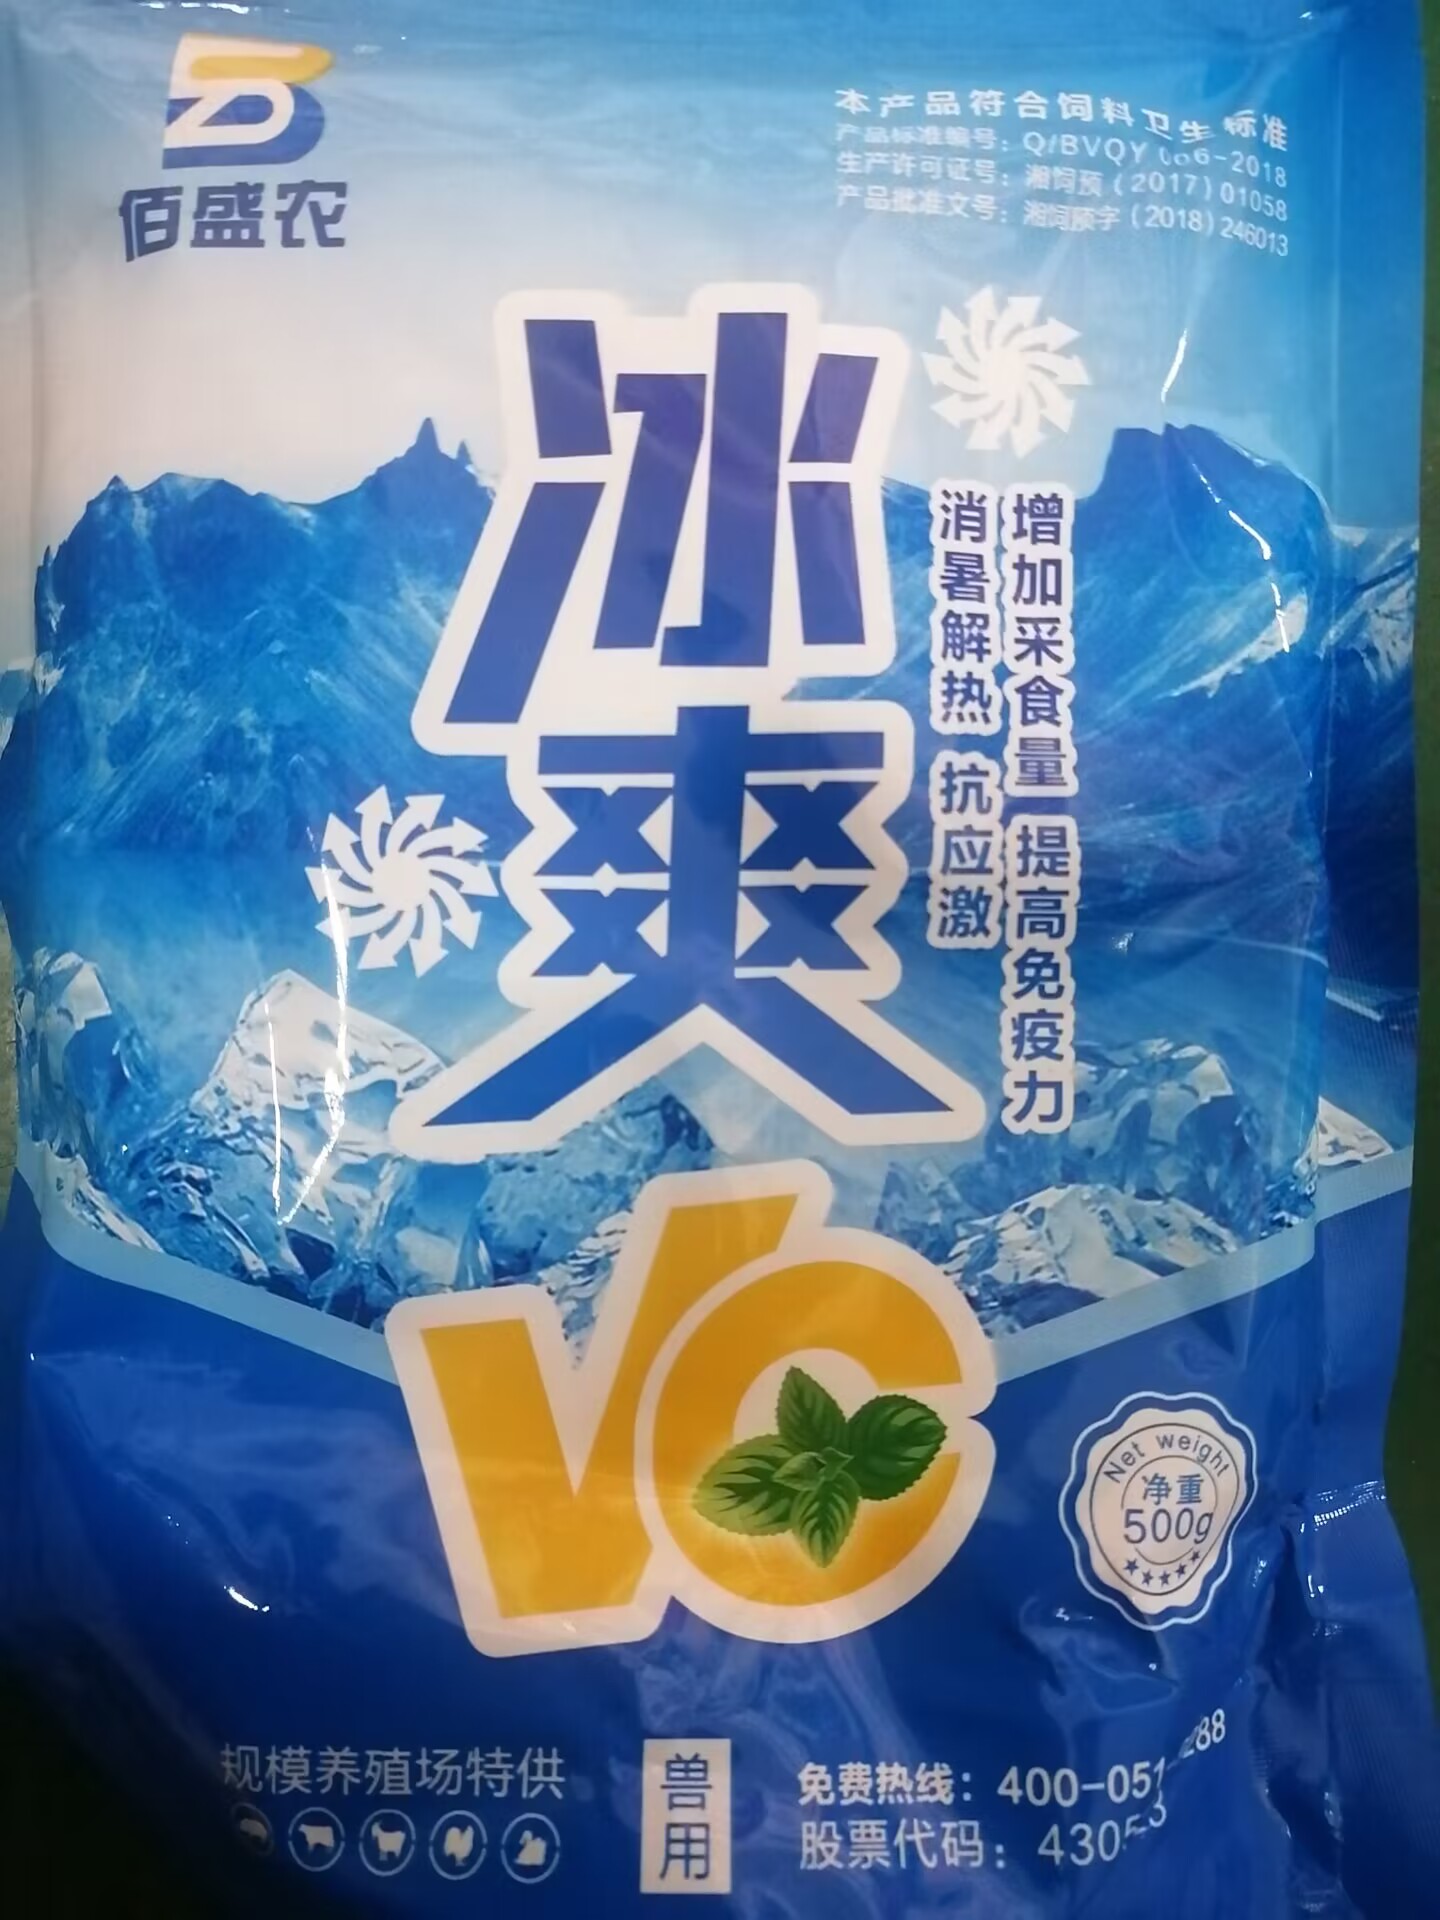 佰盛农
本产品符合饲料卫生标准
产品标准编号：Q/BVQY 006-2018
生产许可证号：湘饲预(2017)01058
产品批准文号：湘饲预字(2018)246013
冰爽
VC
增加采食量 提高免疫力
消暑解热 抗应激
Net weight
净重
500g
规模养殖场特供
兽用
免费热线：400-051
288
股票代码：430